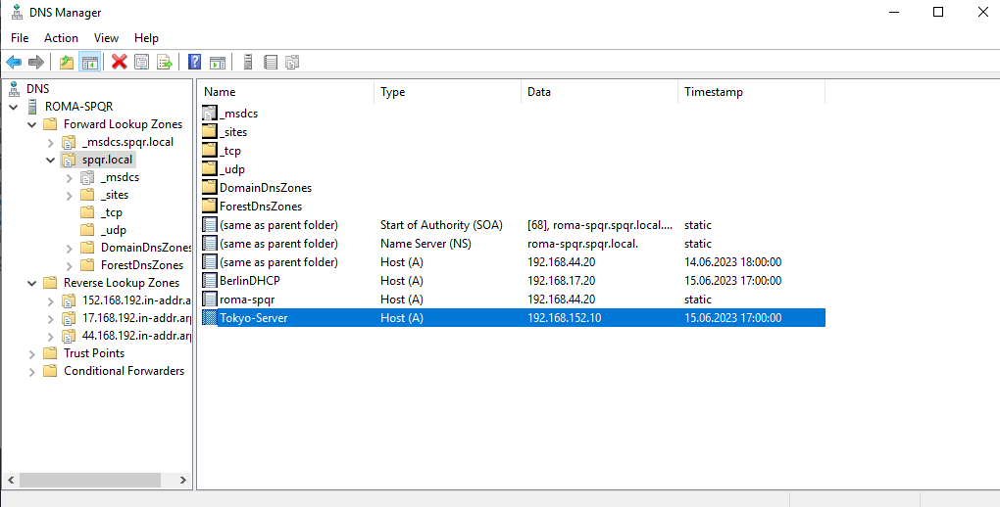 DNS Manager
File Action View Help
DNS
ROMA-SPQR
Forward Lookup Zones
_msdcs.spqr.local
spqr.local
_msdcs
_sites
_tcp
_udp
DomainDnsZones
ForestDnsZones
Reverse Lookup Zones
152.168.192.in-addr.a
17.168.192.in-addr.arp
44.168.192.in-addr.arp
Trust Points
Conditional Forwarders
Name Type Data Timestamp
_msdcs
_sites
_tcp
_udp
DomainDnsZones
ForestDnsZones
(same as parent folder) Start of Authority (SOA) [68], roma-spqr.spqr.local.... static
(same as parent folder) Name Server (NS) roma-spqr.spqr.local. static
(same as parent folder) Host (A) 192.168.44.20 14.06.2023 18:00:00
BerlinDHCP Host (A) 192.168.17.20 15.06.2023 17:00:00
roma-spqr Host (A) 192.168.44.20 static
Tokyo-Server Host (A) 192.168.152.10 15.06.2023 17:00:00